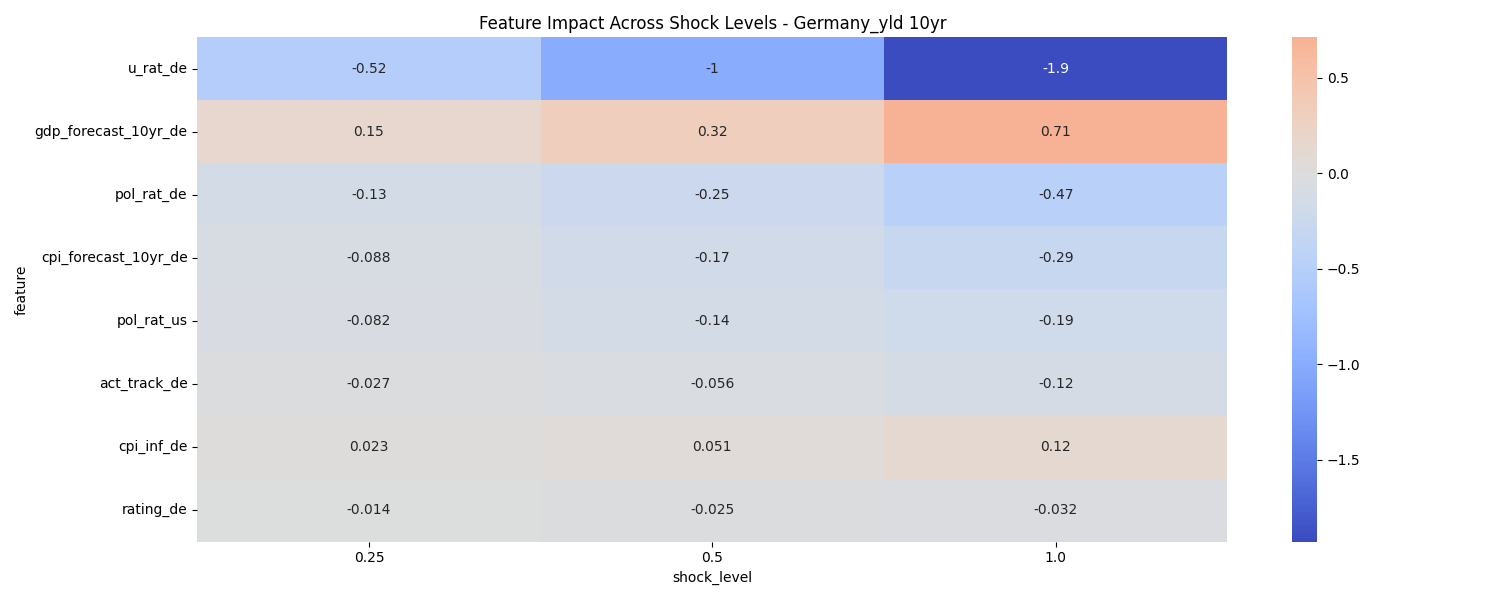 Feature Impact Across Shock Levels - Germany_yld 10yr
feature
u_rat_de -0.52 -1 -1.9
gdp_forecast_10yr_de 0.15 0.32 0.71
pol_rat_de -0.13 -0.25 -0.47
cpi_forecast_10yr_de -0.088 -0.17 -0.29
pol_rat_us -0.082 -0.14 -0.19
act_track_de -0.027 -0.056 -0.12
cpi_inf_de 0.023 0.051 0.12
rating_de -0.014 -0.025 -0.032
0.25 0.5 1.0
shock_level
0.5
0.0
−0.5
−1.0
−1.5